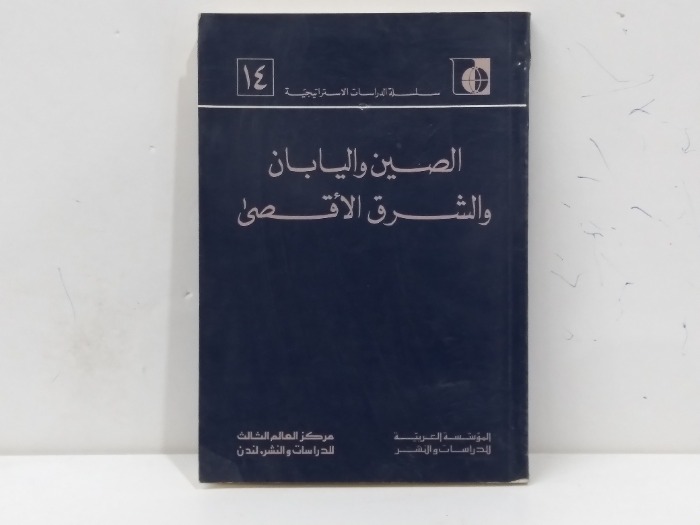 سلسلة الدراسات الاستراتيجية
١٤
الصين واليابان
والشرق الأقصى
المؤسسة العربية
للدراسات والنشر
مركز العالم الثالث
للدراسات والنشر، لندن